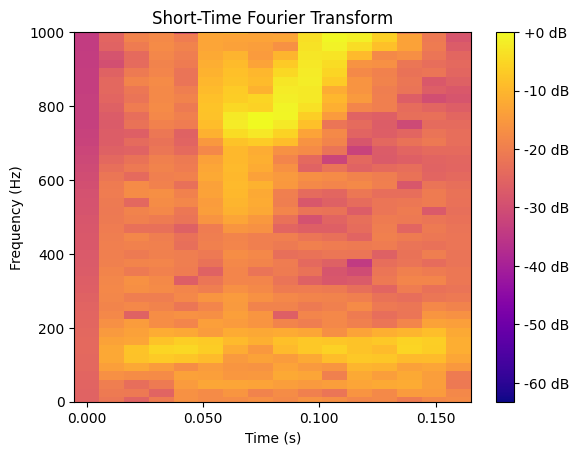 Short-Time Fourier Transform
Frequency (Hz)
1000
800
600
400
200
0
0.000
0.050
0.100
0.150
Time (s)
+0 dB
-10 dB
-20 dB
-30 dB
-40 dB
-50 dB
-60 dB